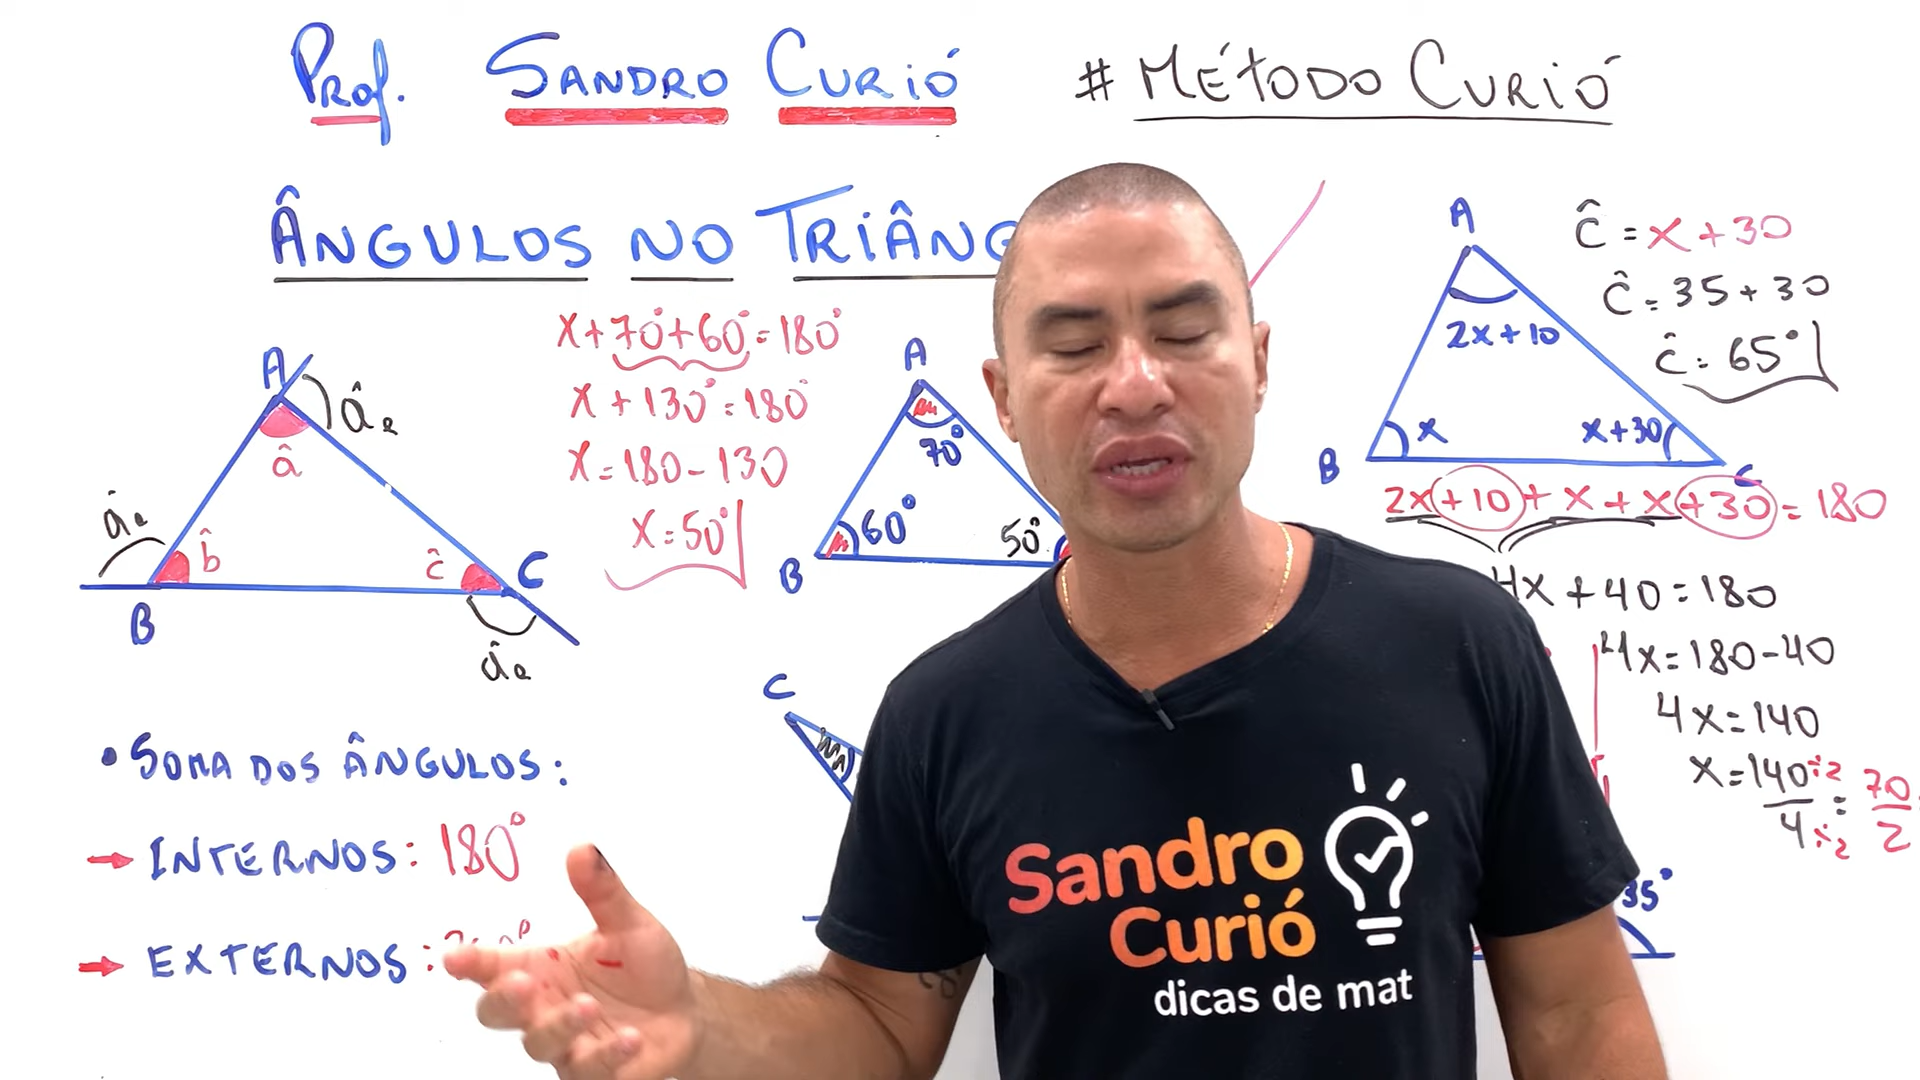 Prof. SANDRO CURIÓ # MÉTODO CURIÓ
ÂNGULOS NO
A
âe
â
âe
b̂
ĉ
B
C
âe
x+70°+60°=180°
x+130°=180°
x=180-130
x=50°
A
70°
60°
50°
B
A
2x+10
x
x+30
B
C
ĉ=x+30
ĉ=35+30
ĉ=65°
2x+10+x+x+30=180
4x+40=180
4x=180-40
4x=140
x=140÷2
4÷2
=70
2
C
35°
• SOMA DOS ÂNGULOS:
→ INTERNOS: 180°
→ EXTERNOS:
Sandro
Curió
dicas de mat